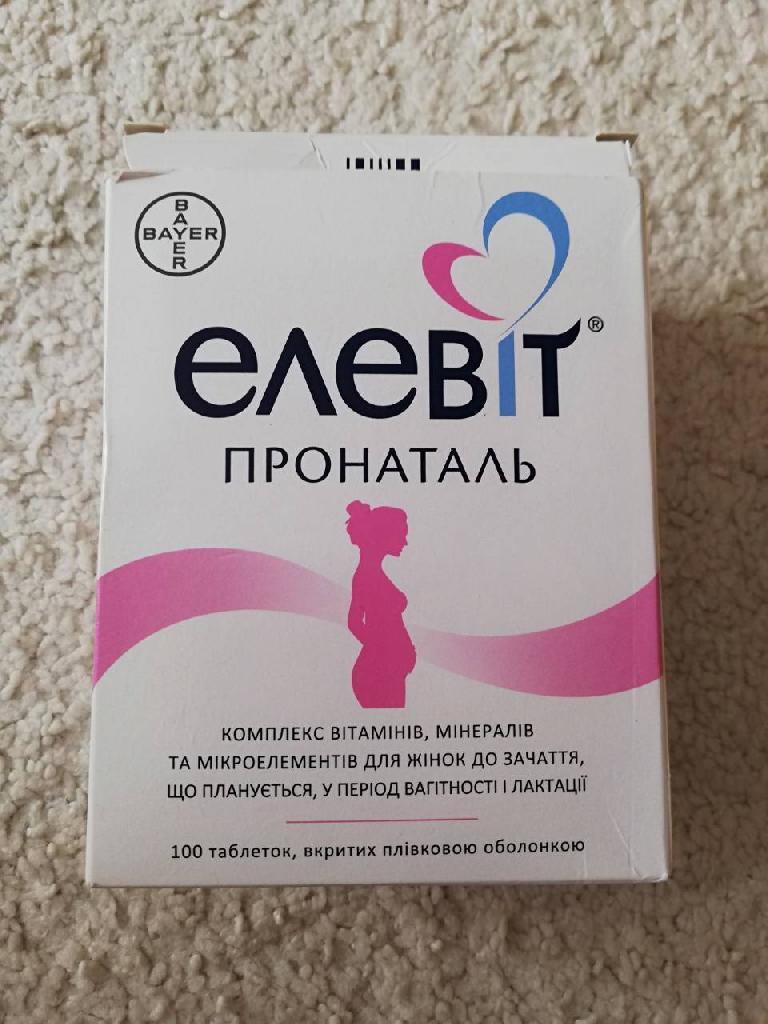 BAYER
BAYER
елевіт®
ПРОНАТАЛЬ
КОМПЛЕКС ВІТАМІНІВ, МІНЕРАЛІВ
ТА МІКРОЕЛЕМЕНТІВ ДЛЯ ЖІНОК ДО ЗАЧАТТЯ,
ЩО ПЛАНУЄТЬСЯ, У ПЕРІОД ВАГІТНОСТІ І ЛАКТАЦІЇ
100 таблеток, вкритих плівковою оболонкою